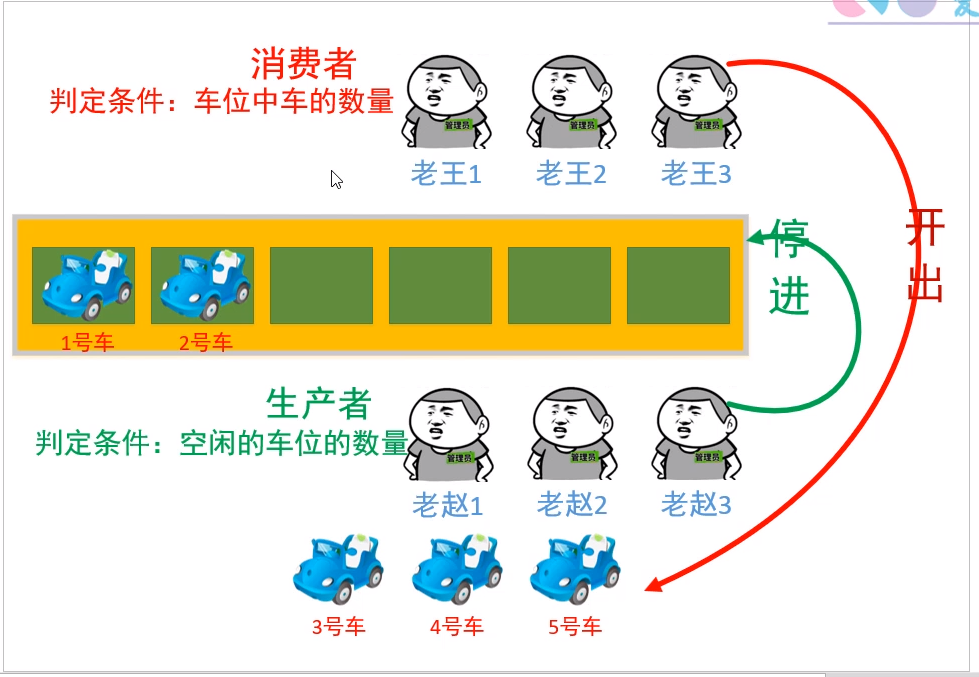 消费者
判定条件：车位中车的数量
管理员 管理员 管理员
老王1 老王2 老王3
停进
开出
1号车 2号车
生产者
判定条件：空闲的车位的数量
管理员 管理员 管理员
老赵1 老赵2 老赵3
3号车 4号车 5号车